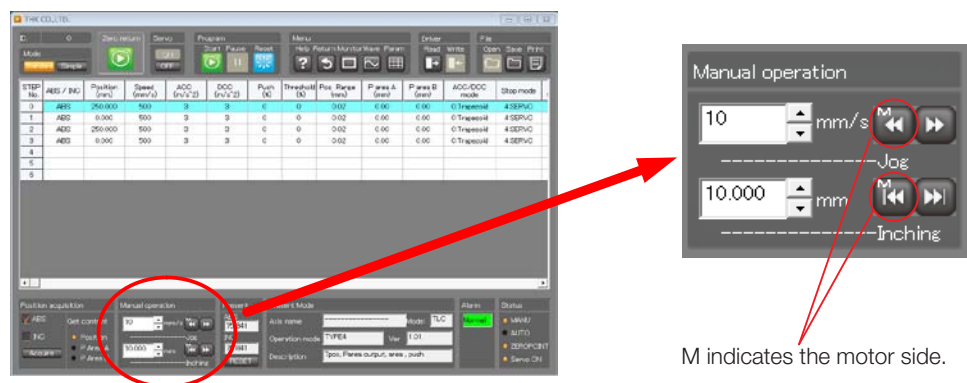 THK CO.,LTD.
ID 0 Zero return Servo Program Menu Driver File
Mode ON Start Pause Reset Help Return Monitor Wave Param Read Write Open Save Print
Standard Simple OFF
STEP No. ABS / INC Position (mm) Speed (mm/s) ACC (m/s^2) DCC (m/s^2) Push (%) Threshold (%) Pos. Range (mm) P area A (mm) P area B (mm) ACC/DCC mode Stop mode
0 ABS 250.000 500 3 3 0 0 0.02 0.00 0.00 0:Trapezoid 4:SERVO
1 ABS 0.000 500 3 3 0 0 0.02 0.00 0.00 0:Trapezoid 4:SERVO
2 ABS 250.000 500 3 3 0 0 0.02 0.00 0.00 0:Trapezoid 4:SERVO
3 ABS 0.000 500 3 3 0 0 0.02 0.00 0.00 0:Trapezoid 4:SERVO
4
5
6
Position acquisition Manual operation Alarm Status
ABS Get content 10 mm/s M Axis name Model TLC Normal MANU
INC Position Jog Operation mode TYPE4 Ver 1.01 AUTO
P Area A 10.000 mm M ZEROPOINT
Acquire P Area Inching RESET Description 7pos, Parea output, area , push Servo ON
Manual operation
10 mm/s M
Jog
10.000 mm M
Inching
M indicates the motor side.